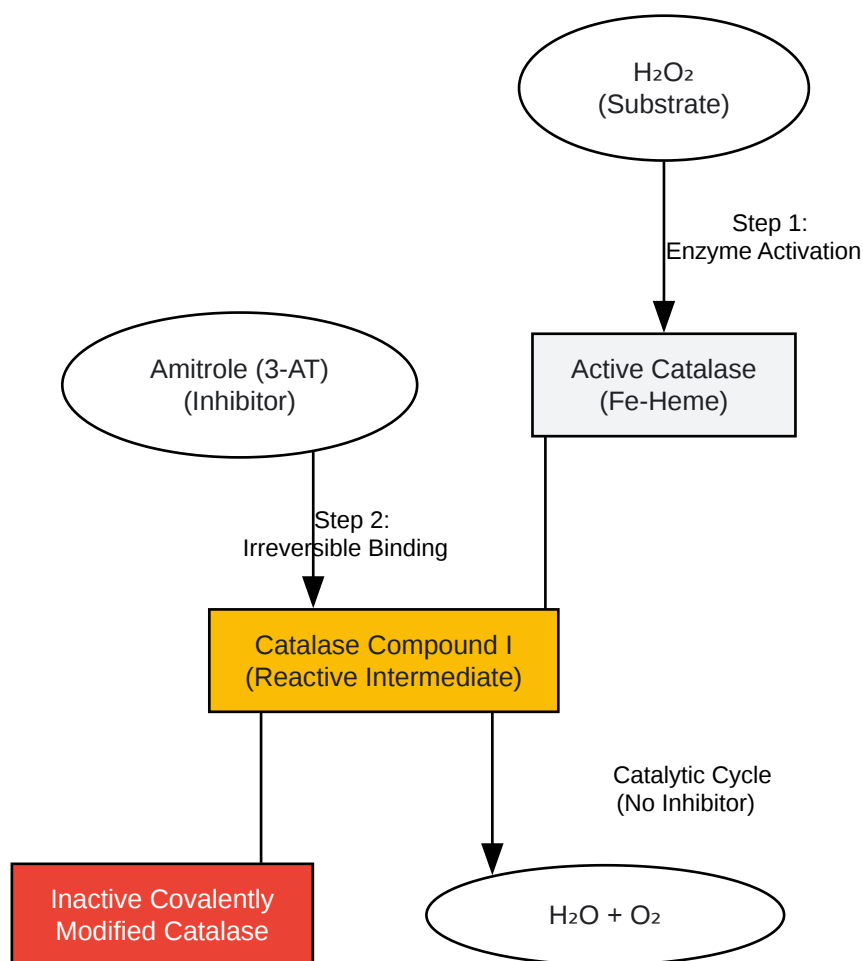 H₂O₂
(Substrate)
Step 1:
Enzyme Activation
Amitrole (3-AT)
(Inhibitor)
Active Catalase
(Fe-Heme)
Step 2:
Irreversible Binding
Catalase Compound I
(Reactive Intermediate)
Catalytic Cycle
(No Inhibitor)
Inactive Covalently
Modified Catalase
H₂O + O₂